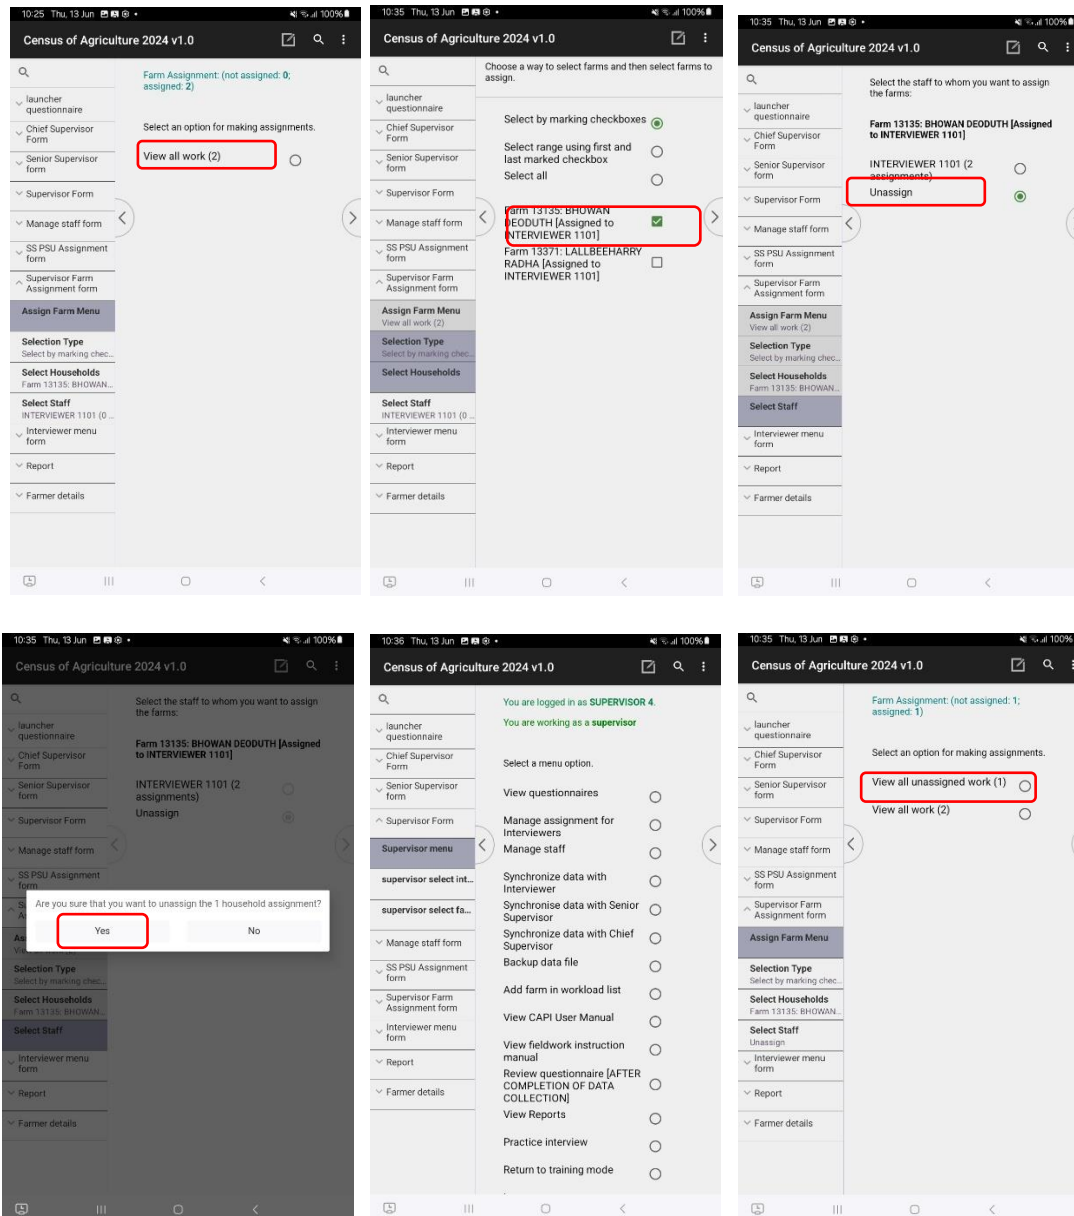 10:25 Thu, 13 Jun
100%
Census of Agriculture 2024 v1.0
launcher
questionnaire
Chief Supervisor
Form
Senior Supervisor
form
Supervisor Form
Manage staff form
SS PSU Assignment
form
Supervisor Farm
Assignment form
Assign Farm Menu
Selection Type
Select by marking chec...
Select Households
Farm 13135: BHOWAN...
Select Staff
INTERVIEWER 1101 (0 ...
Interviewer menu
form
Report
Farmer details
Farm Assignment: (not assigned: 0;
assigned: 2)
Select an option for making assignments.
View all work (2)
10:35 Thu, 13 Jun
100%
Census of Agriculture 2024 v1.0
launcher
questionnaire
Chief Supervisor
Form
Senior Supervisor
form
Supervisor Form
Manage staff form
SS PSU Assignment
form
Supervisor Farm
Assignment form
Assign Farm Menu
View all work (2)
Selection Type
Select by marking chec...
Select Households
Select Staff
INTERVIEWER 1101 (0 ...
Interviewer menu
form
Report
Farmer details
Choose a way to select farms and then select farms to
assign.
Select by marking checkboxes
Select range using first and
last marked checkbox
Select all
Farm 13135: BHOWAN
DEODUTH [Assigned to
INTERVIEWER 1101]
Farm 13371: LALLBEEHARRY
RADHA [Assigned to
INTERVIEWER 1101]
10:35 Thu, 13 Jun
100%
Census of Agriculture 2024 v1.0
launcher
questionnaire
Chief Supervisor
Form
Senior Supervisor
form
Supervisor Form
Manage staff form
SS PSU Assignment
form
Supervisor Farm
Assignment form
Assign Farm Menu
View all work (2)
Selection Type
Select by marking chec...
Select Households
Farm 13135: BHOWAN...
Select Staff
Interviewer menu
form
Report
Farmer details
Select the staff to whom you want to assign
the farms:
Farm 13135: BHOWAN DEODUTH [Assigned
to INTERVIEWER 1101]
INTERVIEWER 1101 (2
assignments)
Unassign
10:35 Thu, 13 Jun
100%
Census of Agriculture 2024 v1.0
launcher
questionnaire
Chief Supervisor
Form
Senior Supervisor
form
Supervisor Form
Manage staff form
SS PSU Assignment
form
Selection Type
Select by marking chec...
Select Households
Farm 13135: BHOWAN...
Select Staff
Interviewer menu
form
Report
Farmer details
Select the staff to whom you want to assign
the farms:
Farm 13135: BHOWAN DEODUTH [Assigned
to INTERVIEWER 1101]
INTERVIEWER 1101 (2
assignments)
Unassign
Are you sure that you want to unassign the 1 household assignment?
Yes
No
10:36 Thu, 13 Jun
100%
Census of Agriculture 2024 v1.0
launcher
questionnaire
Chief Supervisor
Form
Senior Supervisor
form
Supervisor Form
Supervisor menu
supervisor select int...
supervisor select fa...
Manage staff form
SS PSU Assignment
form
Supervisor Farm
Assignment form
Interviewer menu
form
Report
Farmer details
You are logged in as SUPERVISOR 4.
You are working as a supervisor
Select a menu option.
View questionnaires
Manage assignment for
Interviewers
Manage staff
Synchronize data with
Interviewer
Synchronise data with Senior
Supervisor
Synchronize data with Chief
Supervisor
Backup data file
Add farm in workload list
View CAPI User Manual
View fieldwork instruction
manual
Review questionnaire [AFTER
COMPLETION OF DATA
COLLECTION]
View Reports
Practice interview
Return to training mode
10:35 Thu, 13 Jun
100%
Census of Agriculture 2024 v1.0
launcher
questionnaire
Chief Supervisor
Form
Senior Supervisor
form
Supervisor Form
Manage staff form
SS PSU Assignment
form
Supervisor Farm
Assignment form
Assign Farm Menu
Selection Type
Select by marking chec...
Select Households
Farm 13135: BHOWAN...
Select Staff
Unassign
Interviewer menu
form
Report
Farmer details
Farm Assignment: (not assigned: 1;
assigned: 1)
Select an option for making assignments.
View all unassigned work (1)
View all work (2)